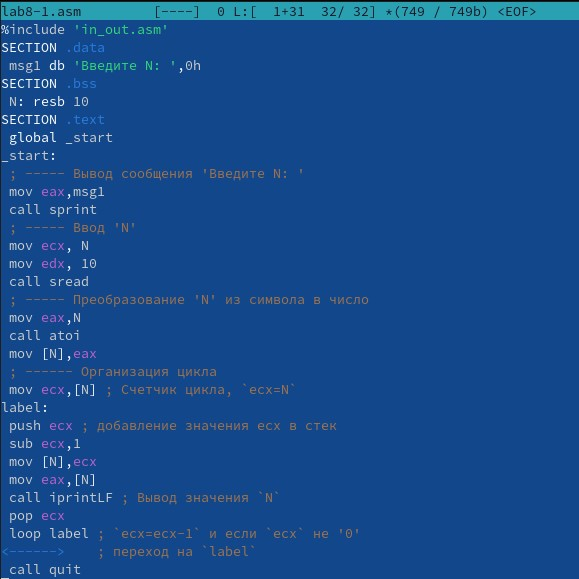 lab8-1.asm [----] 0 L:[ 1+31 32/ 32] *(749 / 749b) <EOF>
%include 'in_out.asm'
SECTION .data
msg1 db 'Введите N: ',0h
SECTION .bss
N: resb 10
SECTION .text
global _start
_start:
; ----- Вывод сообщения 'Введите N: '
mov eax,msg1
call sprint
; ----- Ввод 'N'
mov ecx, N
mov edx, 10
call sread
; ----- Преобразование 'N' из символа в число
mov eax,N
call atoi
mov [N],eax
; ------ Организация цикла
mov ecx,[N] ; Счетчик цикла, `ecx=N`
label:
push ecx ; добавление значения ecx в стек
sub ecx,1
mov [N],ecx
mov eax,[N]
call iprintLF ; Вывод значения `N`
pop ecx
loop label ; `ecx=ecx-1` и если `ecx` не '0'
<------> ; переход на `label`
call quit